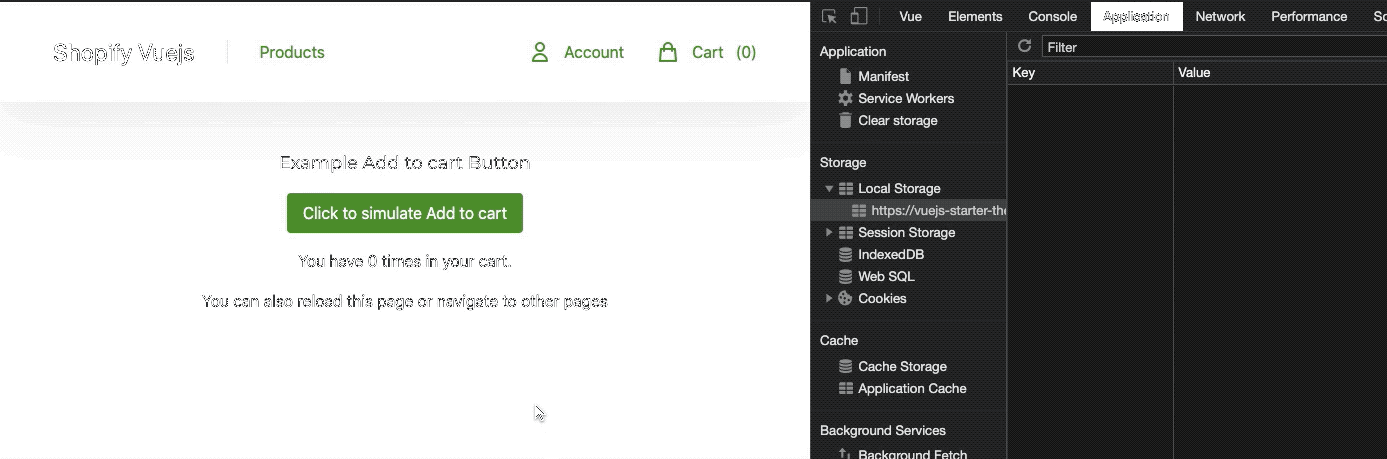 Shopify Vuejs
Products
Account
Cart (0)
Example Add to cart Button
Click to simulate Add to cart
You have 0 times in your cart.
You can also reload this page or navigate to other pages
Vue Elements Console Application Network Performance Sc
Application
Manifest
Service Workers
Clear storage
Storage
Local Storage
https://vuejs-starter-the
Session Storage
IndexedDB
Web SQL
Cookies
Cache
Cache Storage
Application Cache
Background Services
Background Fetch
Filter
Key Value